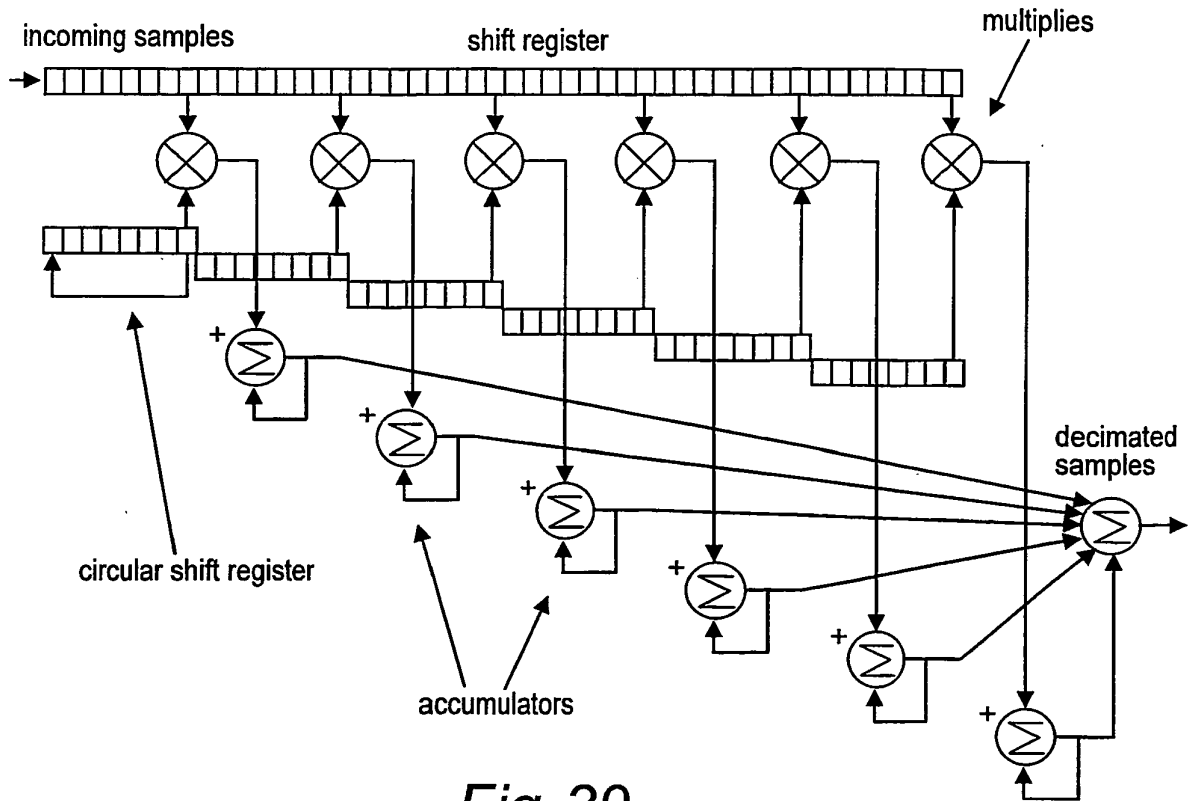 incoming samples
shift register
multiplies
+
+
+
+
+
+
Σ
Σ
Σ
Σ
Σ
Σ
Σ
decimated
samples
circular shift register
accumulators